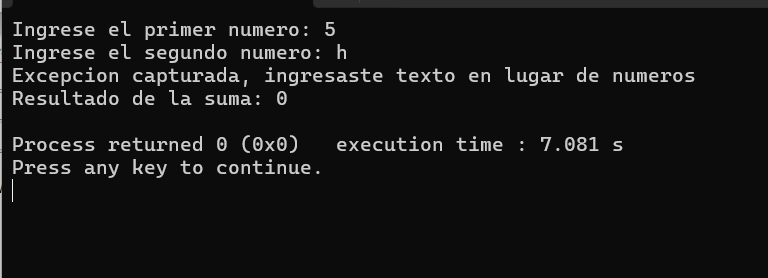 Ingrese el primer numero: 5
Ingrese el segundo numero: h
Excepcion capturada, ingresaste texto en lugar de numeros
Resultado de la suma: 0
Process returned 0 (0x0)   execution time : 7.081 s
Press any key to continue.